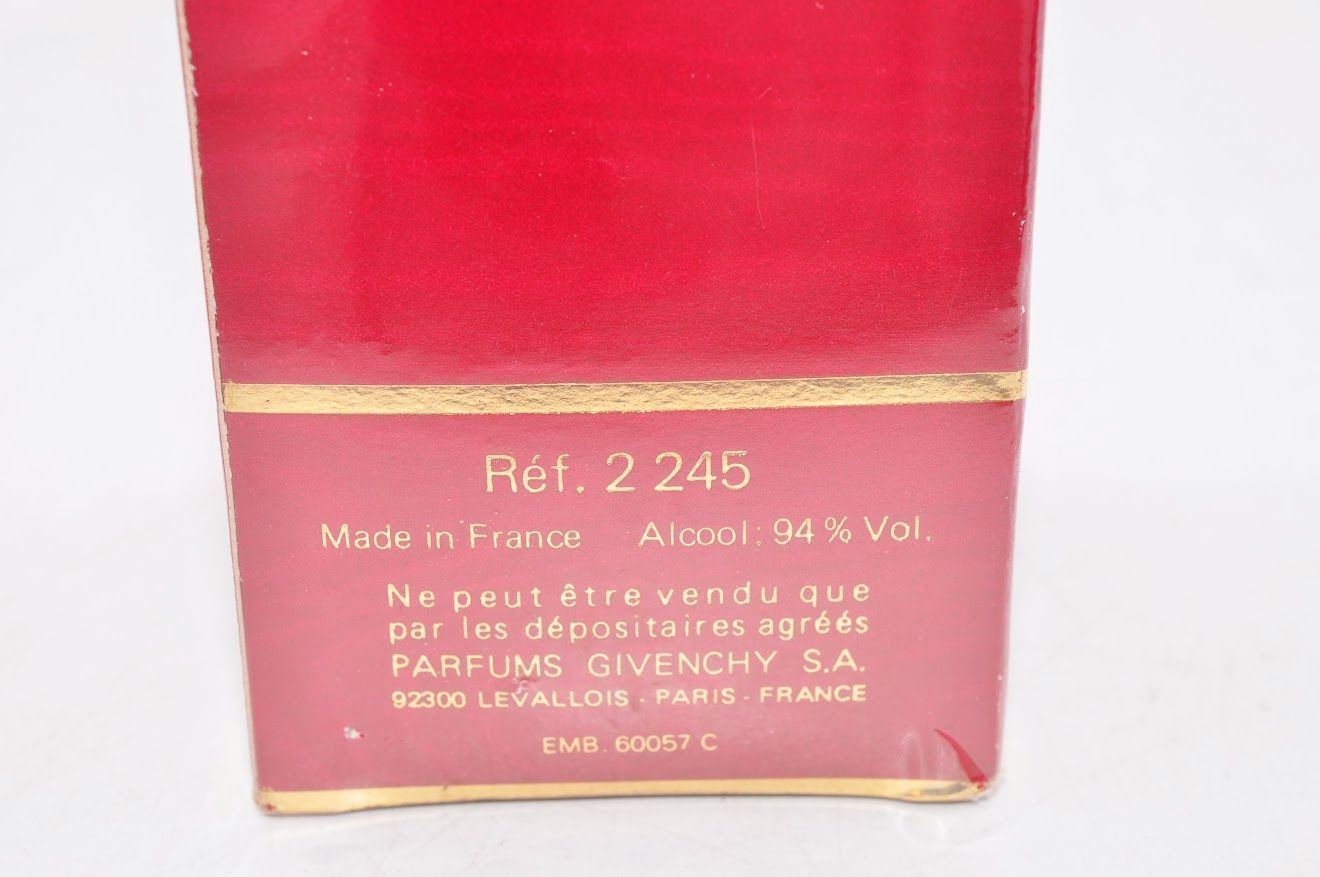 Réf. 2 245
Made in France Alcool: 94 % Vol.
Ne peut être vendu que
par les dépositaires agréés
PARFUMS GIVENCHY S.A.
92300 LEVALLOIS - PARIS - FRANCE
EMB. 60057 C